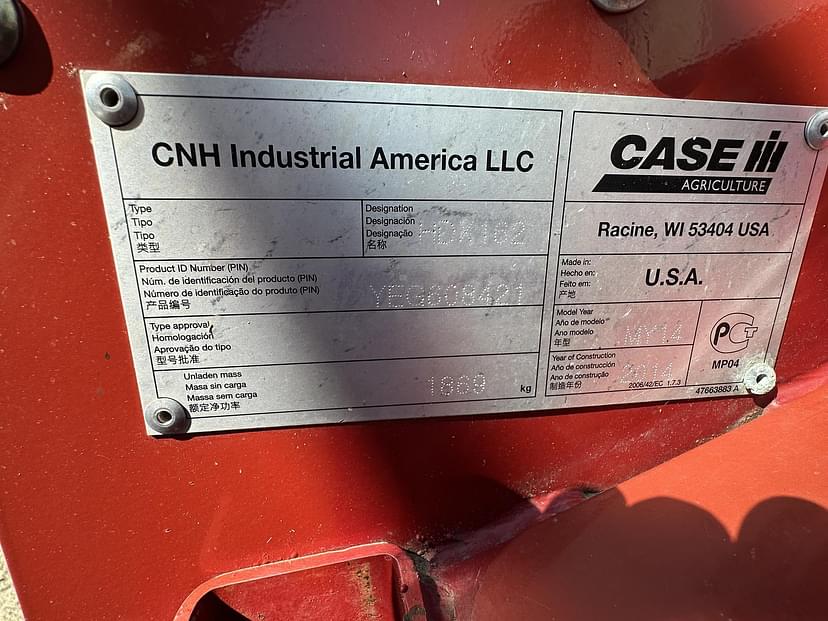 CNH Industrial America LLC
CASE IH
AGRICULTURE
Type
Tipo
Tipo
类型
Designation
Designación
Designação
名称
HDX162
Racine, WI 53404 USA
Product ID Number (PIN)
Núm. de identificación del producto (PIN)
Número de identificação do produto (PIN)
产品编号
YEG608421
Made in:
Hecho en:
Feito em:
产地
U.S.A.
Type approval
Homologación
Aprovação do tipo
型号批准
Model Year
Año de modelo
Ano modelo
年型
MY14
Unladen mass
Masa sin carga
Massa sem carga
额定净功率
1869
kg
Year of Construction
Año de construcción
Ano de construção
制造年份
2014
2006/42/EC 1.7.3
PCT
MP04
47663883 A